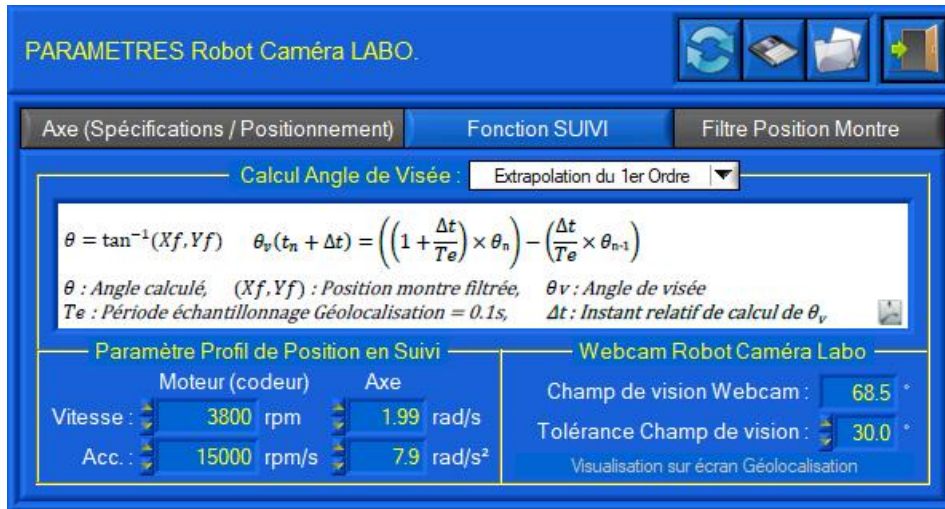 PARAMETRES Robot Caméra LABO.
Axe (Spécifications / Positionnement) Fonction SUIVI Filtre Position Montre
Calcul Angle de Visée : Extrapolation du 1er Ordre
θ = tan⁻¹(Xf, Yf) θᵥ(tₙ + Δt) = ((1 + Δt/Te) × θₙ) − (Δt/Te × θₙ₋₁)
θ : Angle calculé, (Xf, Yf) : Position montre filtrée, θv : Angle de visée
Te : Période échantillonnage Géolocalisation = 0.1s, Δt : Instant relatif de calcul de θᵥ
Paramètre Profil de Position en Suivi
Moteur (codeur) Axe
Vitesse : 3800 rpm 1.99 rad/s
Acc. : 15000 rpm/s 7.9 rad/s²
Webcam Robot Caméra Labo
Champ de vision Webcam : 68.5 °
Tolérance Champ de vision : 30.0 °
Visualisation sur écran Géolocalisation